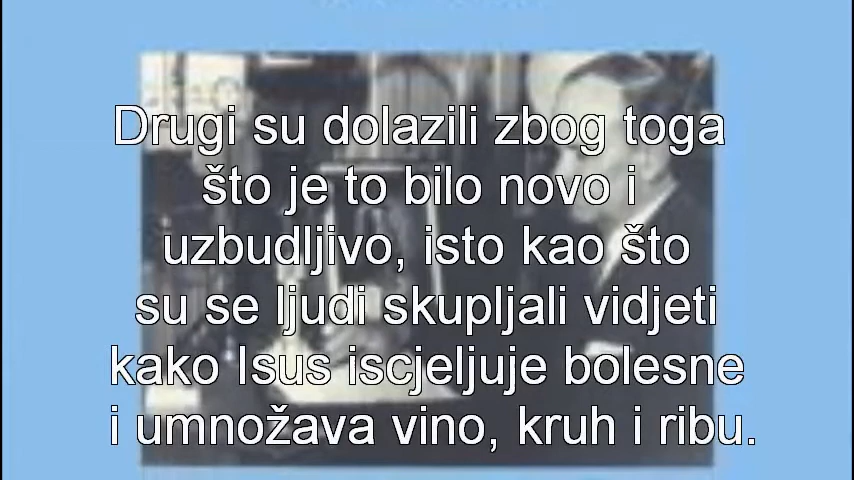 Drugi su dolazili zbog toga
što je to bilo novo i
uzbudljivo, isto kao što
su se ljudi skupljali vidjeti
kako Isus iscjeljuje bolesne
i umnožava vino, kruh i ribu.